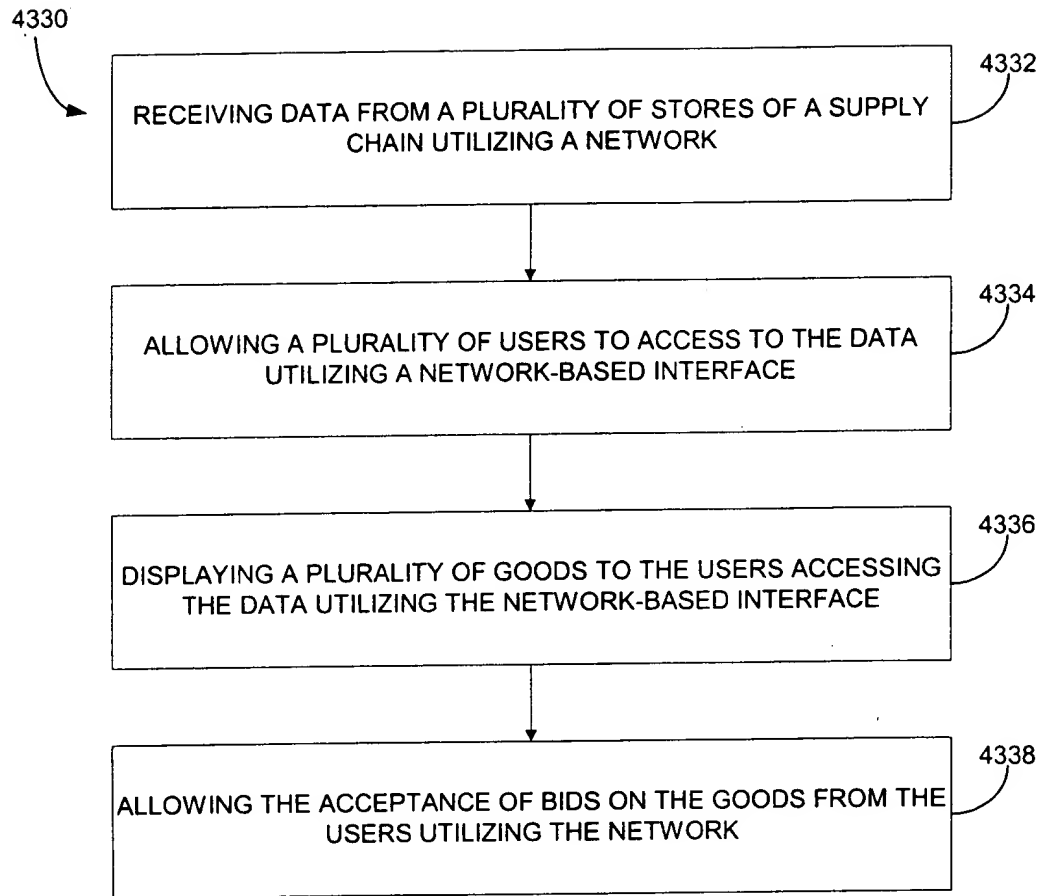 4330
4332
RECEIVING DATA FROM A PLURALITY OF STORES OF A SUPPLY
CHAIN UTILIZING A NETWORK
4334
ALLOWING A PLURALITY OF USERS TO ACCESS TO THE DATA
UTILIZING A NETWORK-BASED INTERFACE
4336
DISPLAYING A PLURALITY OF GOODS TO THE USERS ACCESSING
THE DATA UTILIZING THE NETWORK-BASED INTERFACE
4338
ALLOWING THE ACCEPTANCE OF BIDS ON THE GOODS FROM THE
USERS UTILIZING THE NETWORK